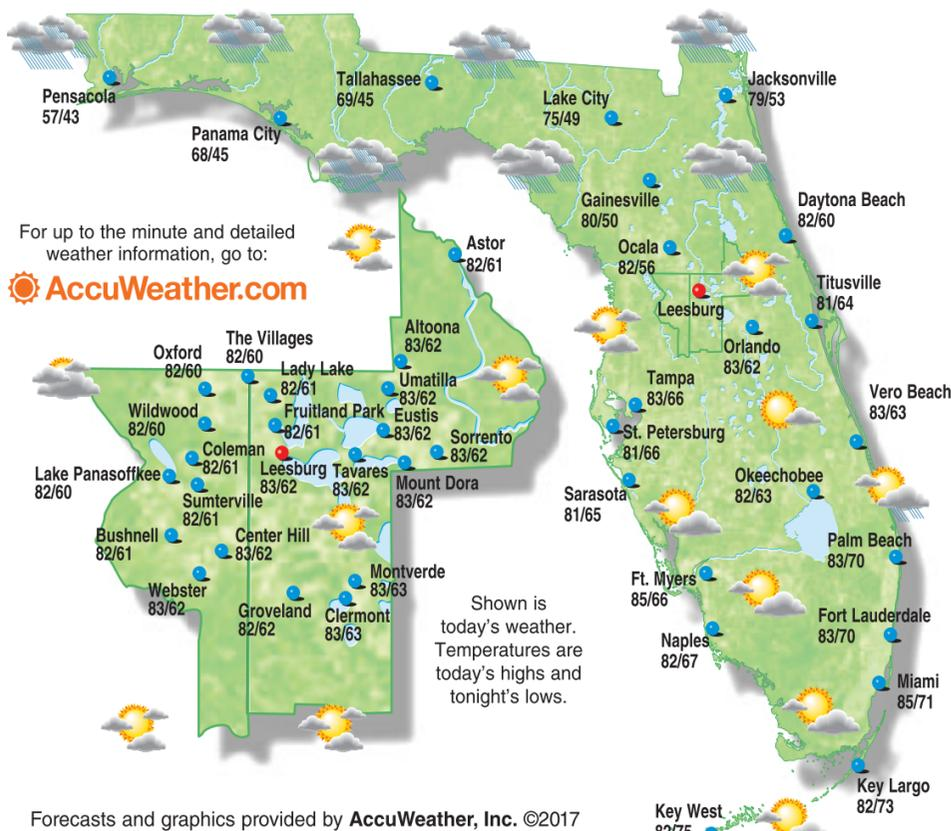 Pensacola
57/43
Panama City
68/45
Tallahassee
69/45
Lake City
75/49
Jacksonville
79/53
Gainesville
80/50
Daytona Beach
82/60
Ocala
82/56
Titusville
81/64
Leesburg
Orlando
83/62
Tampa
83/66
Vero Beach
83/63
St. Petersburg
81/66
Okeechobee
82/63
Sarasota
81/65
Palm Beach
83/70
Ft. Myers
85/66
Fort Lauderdale
83/70
Naples
82/67
Miami
85/71
Key Largo
82/73
Key West
82/75
For up to the minute and detailed
weather information, go to:
AccuWeather.com
Astor
82/61
Altoona
83/62
The Villages
82/60
Oxford
82/60
Lady Lake
82/61
Umatilla
83/62
Wildwood
82/60
Fruitland Park
82/61
Eustis
83/62
Coleman
82/61
Sorrento
83/62
Lake Panasoffkee
82/60
Leesburg
83/62
Tavares
83/62
Mount Dora
83/62
Sumterville
82/61
Bushnell
82/61
Center Hill
83/62
Webster
83/62
Montverde
83/63
Groveland
82/62
Clermont
83/63
Shown is
today's weather.
Temperatures are
today's highs and
tonight's lows.
Forecasts and graphics provided by AccuWeather, Inc. ©2017